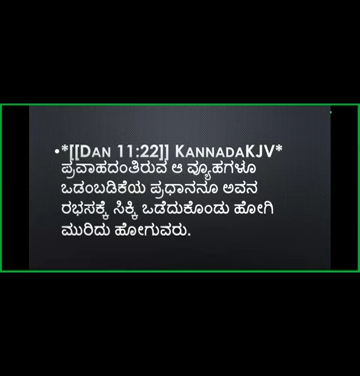 •*[[DAN 11:22]] KANNADAKJV*
ಪ್ರವಾಹದಂತಿರುವ ಆ ವ್ಯೂಹಗಳೂ
ಒಡಂಬಡಿಕೆಯ ಪ್ರಧಾನನೂ ಅವನ
ರಭಸಕ್ಕೆ ಸಿಕ್ಕಿ ಒಡೆದುಕೊಂಡು ಹೋಗಿ
ಮುರಿದು ಹೋಗುವರು.